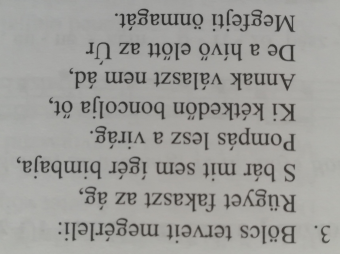 3. Bölcs terveit megérleli:
Rügyet fakaszt az ág,
S bár mit sem ígér bimbaja,
Pompás lesz a virág.
Ki kétkedőn boncolja őt,
Annak választ nem ád,
De a hívő előtt az Úr
Megfejti önmagát.